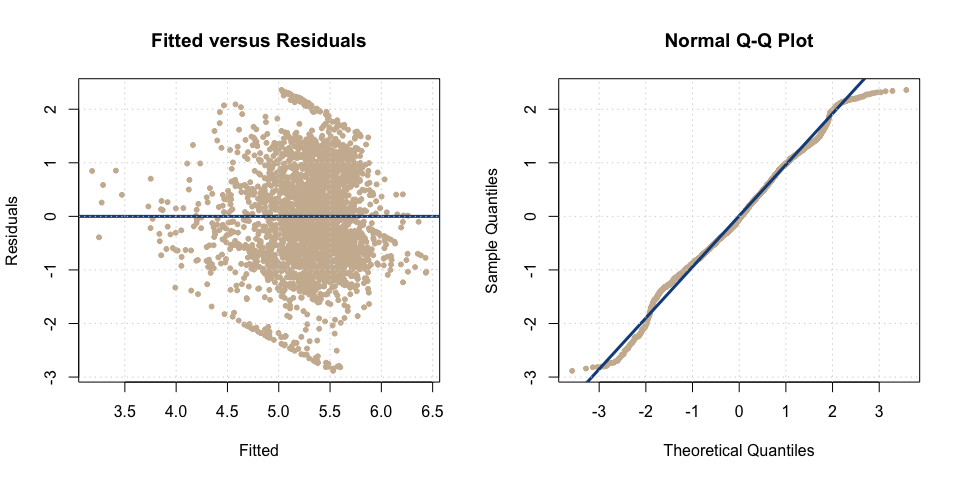 Fitted versus Residuals
Residuals
2
1
0
-1
-2
-3
3.5 4.0 4.5 5.0 5.5 6.0 6.5
Fitted
Normal Q-Q Plot
Sample Quantiles
2
1
0
-1
-2
-3
-3 -2 -1 0 1 2 3
Theoretical Quantiles